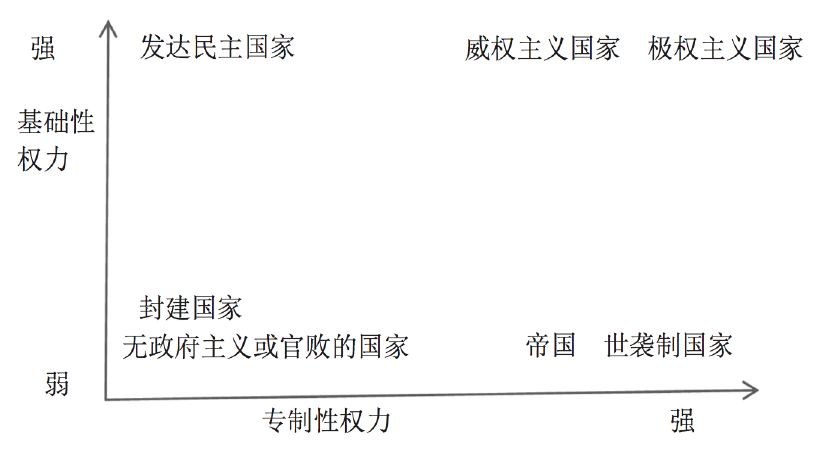 强 发达民主国家 威权主义国家 极权主义国家
基础性
权力
封建国家
无政府主义或官败的国家 帝国 世袭制国家
弱
专制性权力 强